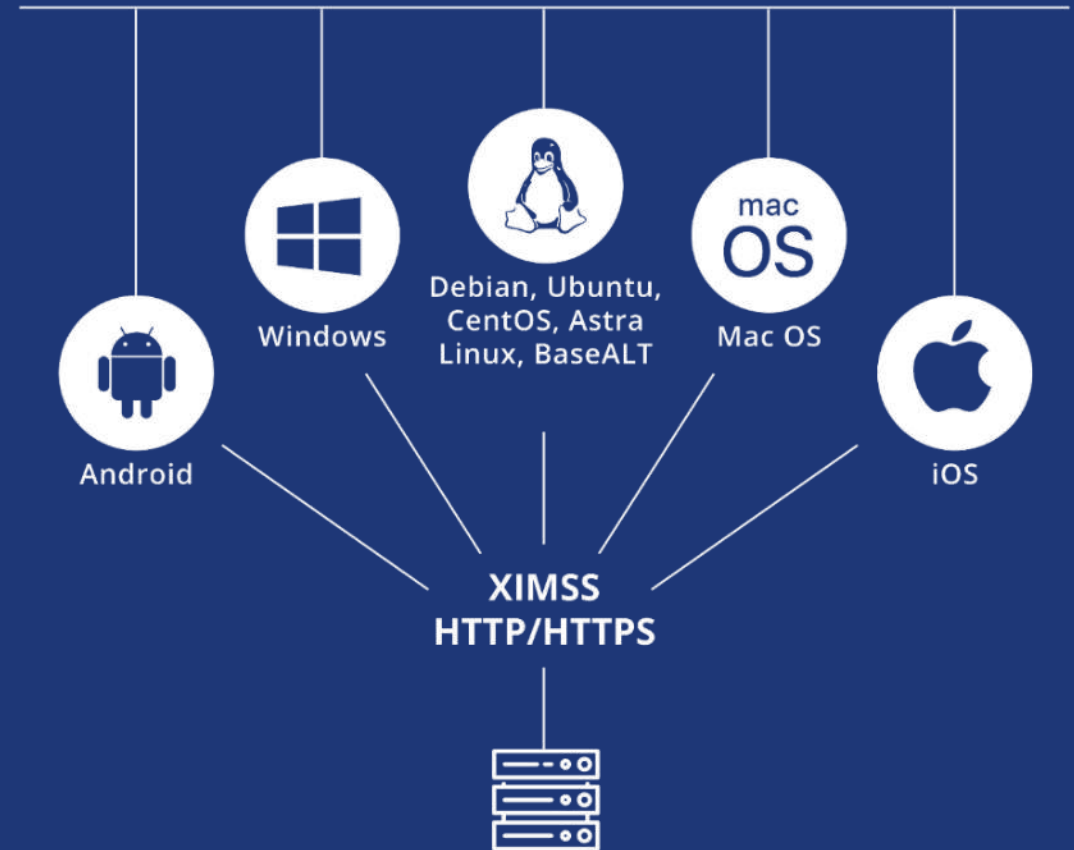 mac
OS
Debian, Ubuntu,
CentOS, Astra
Linux, BaseALT
Windows
Mac OS
Android
iOS
XIMSS
HTTP/HTTPS